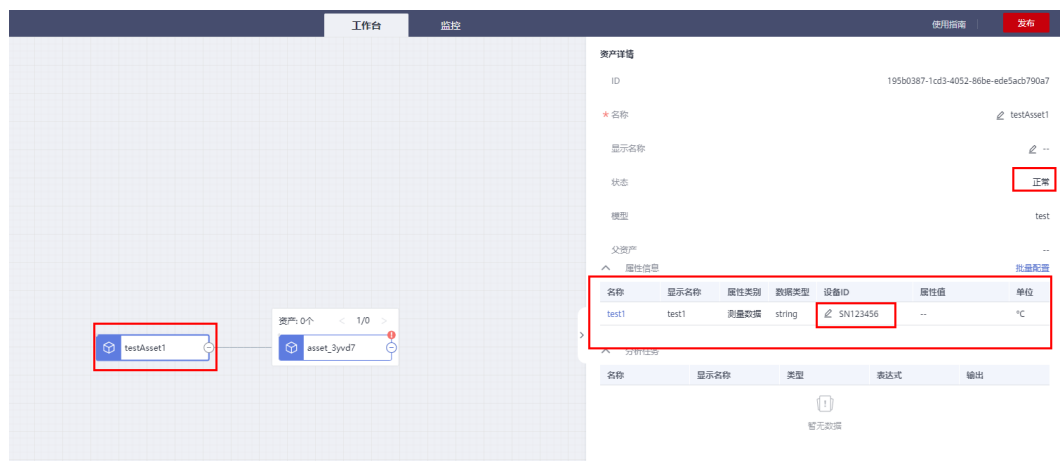 工作台 监控 使用指南 发布
资产详情
ID 195b0387-1cd3-4052-86be-ede5acb790a7
* 名称 testAsset1
显示名称 --
状态 正常
模型 test
父资产 --
属性信息 批量配置
名称 显示名称 属性类别 数据类型 设备ID 属性值 单位
test1 test1 测量数据 string SN123456 -- °C
资产: 0个 < 1/0 >
testAsset1 asset_3yvd7
分析任务
名称 显示名称 类型 表达式 输出
暂无数据